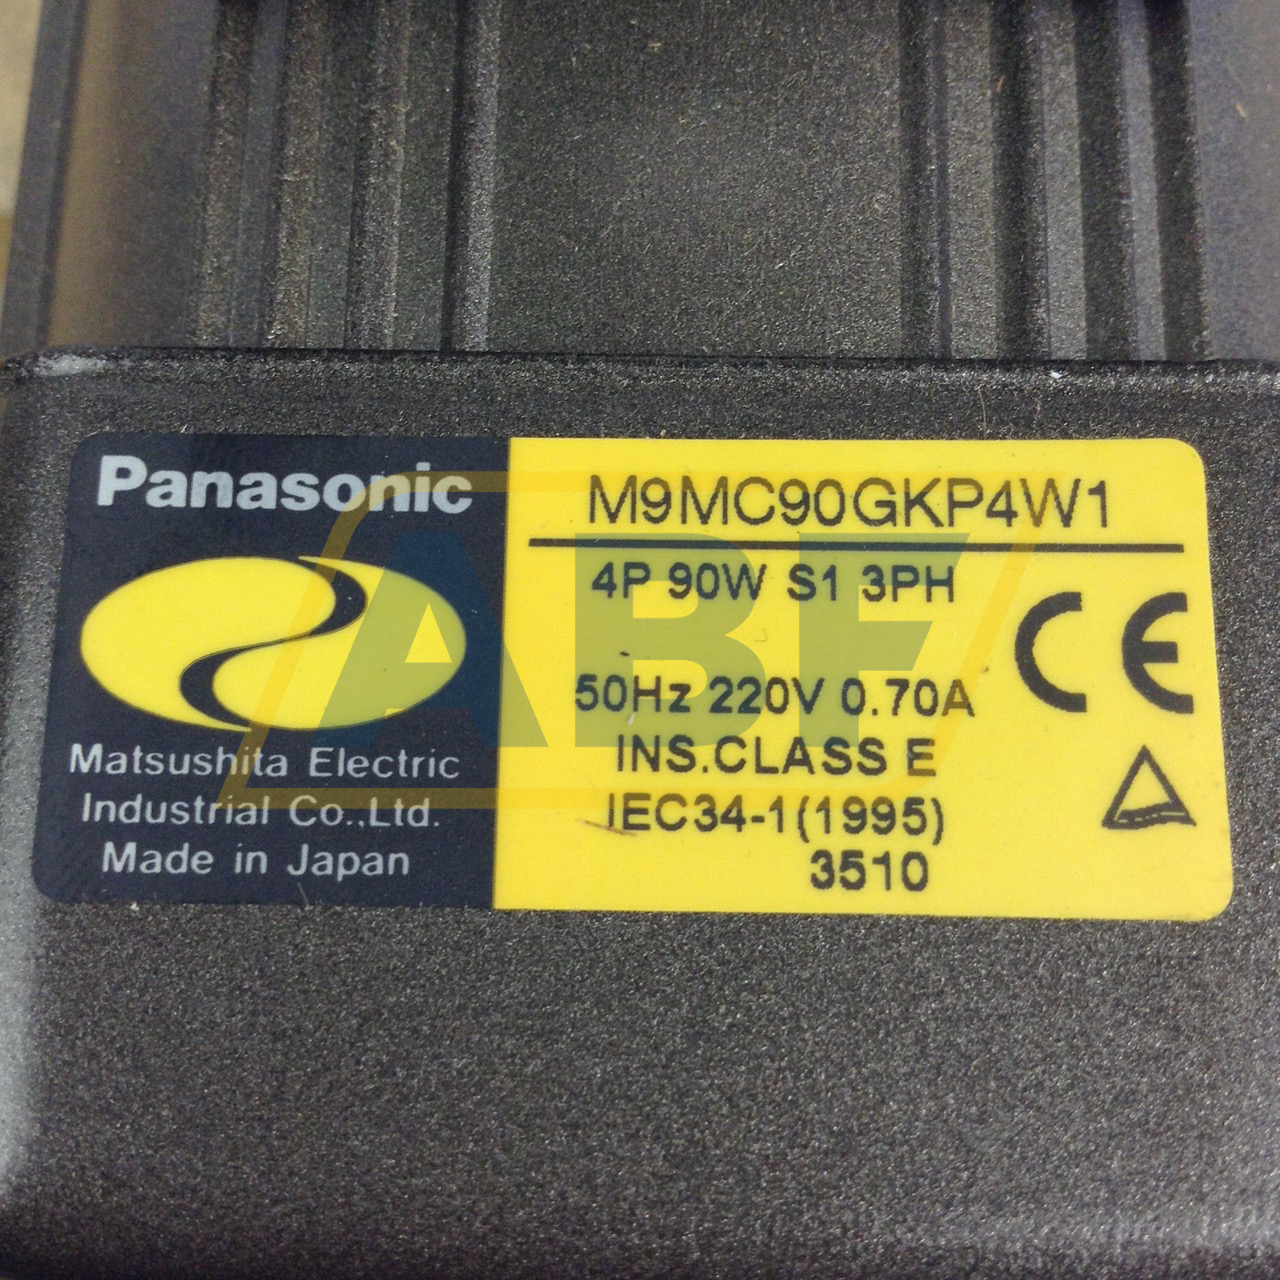 Panasonic
Matsushita Electric
Industrial Co.,Ltd.
Made in Japan
M9MC90GKP4W1
4P 90W S1 3PH
50Hz 220V 0.70A
INS.CLASS E
IEC34-1(1995)
3510
CE
ABF